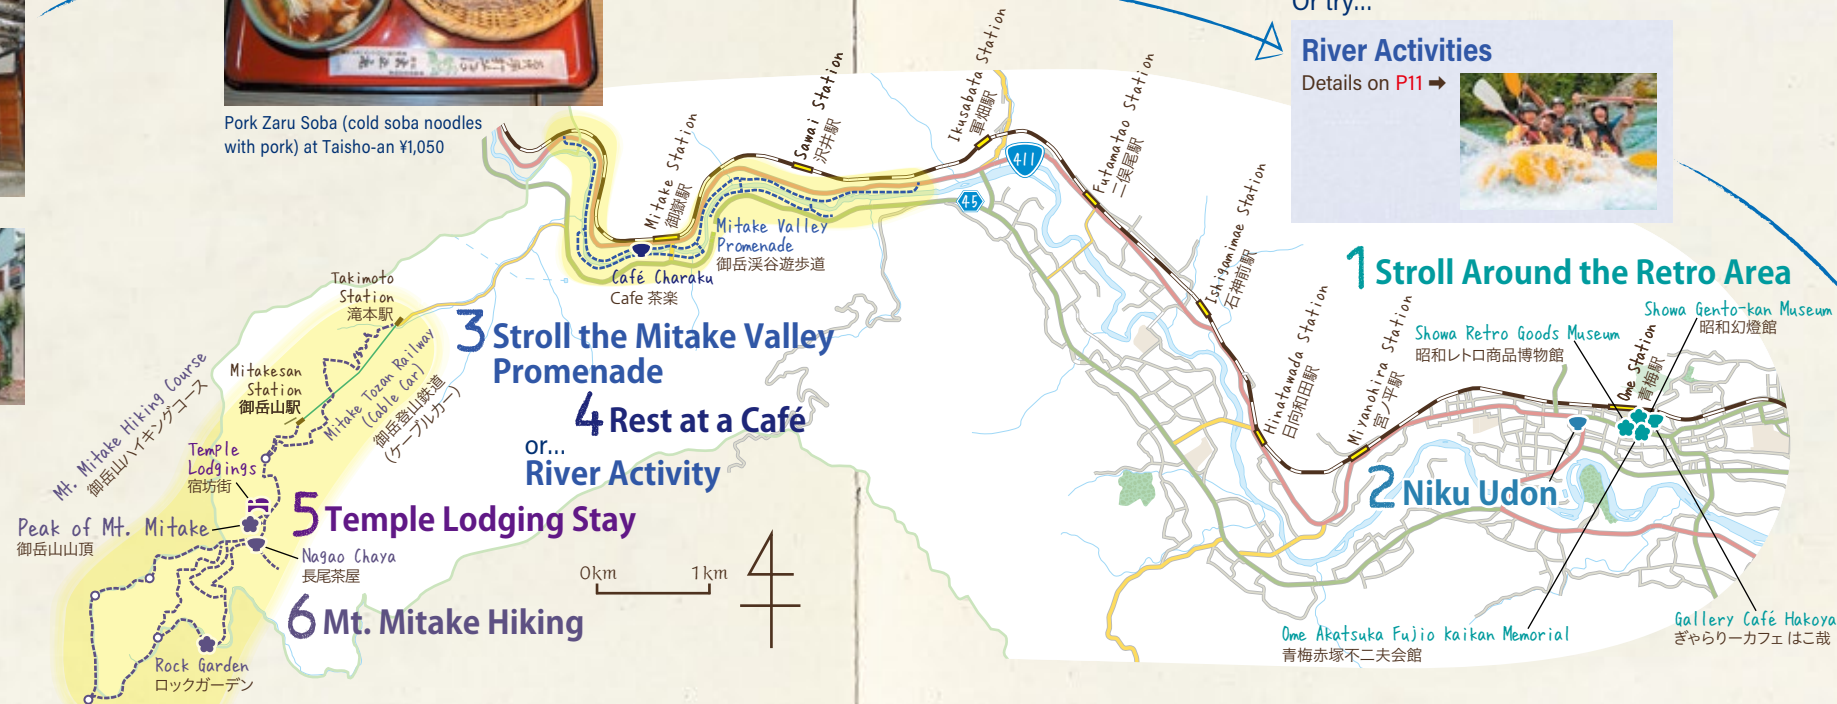 Or try...
River Activities
Details on P11 ➡
Pork Zaru Soba (cold soba noodles
with pork) at Taisho-an ¥1,050
Mitake Station
御嶽駅
Sawai Station
沢井駅
Ikusabata Station
軍畑駅
411
45
Futamatao Station
二俣尾駅
Ishigamimae Station
石神前駅
Hinatawada Station
日向和田駅
Miyanohira Station
宮ノ平駅
Ome Station
青梅駅
Mitake Valley
Promenade
御岳渓谷遊歩道
Café Charaku
Cafe 茶楽
1 Stroll Around the Retro Area
Showa Gento-kan Museum
昭和幻燈館
Showa Retro Goods Museum
昭和レトロ商品博物館
Takimoto
Station
滝本駅
3 Stroll the Mitake Valley
Promenade
4 Rest at a Café
or...
River Activity
Mitakesan
Station
御岳山駅
Mitake Tozan Railway
(Cable Car)
御岳登山鉄道
(ケーブルカー)
Mt. Mitake Hiking Course
御岳山ハイキングコース
Temple
Lodgings
宿坊街
2 Niku Udon
5 Temple Lodging Stay
Peak of Mt. Mitake
御岳山山頂
Nagao Chaya
長尾茶屋
0km 1km
4
6 Mt. Mitake Hiking
Rock Garden
ロックガーデン
Ome Akatsuka Fujio kaikan Memorial
青梅赤塚不二夫会館
Gallery Café Hakoya
ぎゃらりーカフェ はこ哉